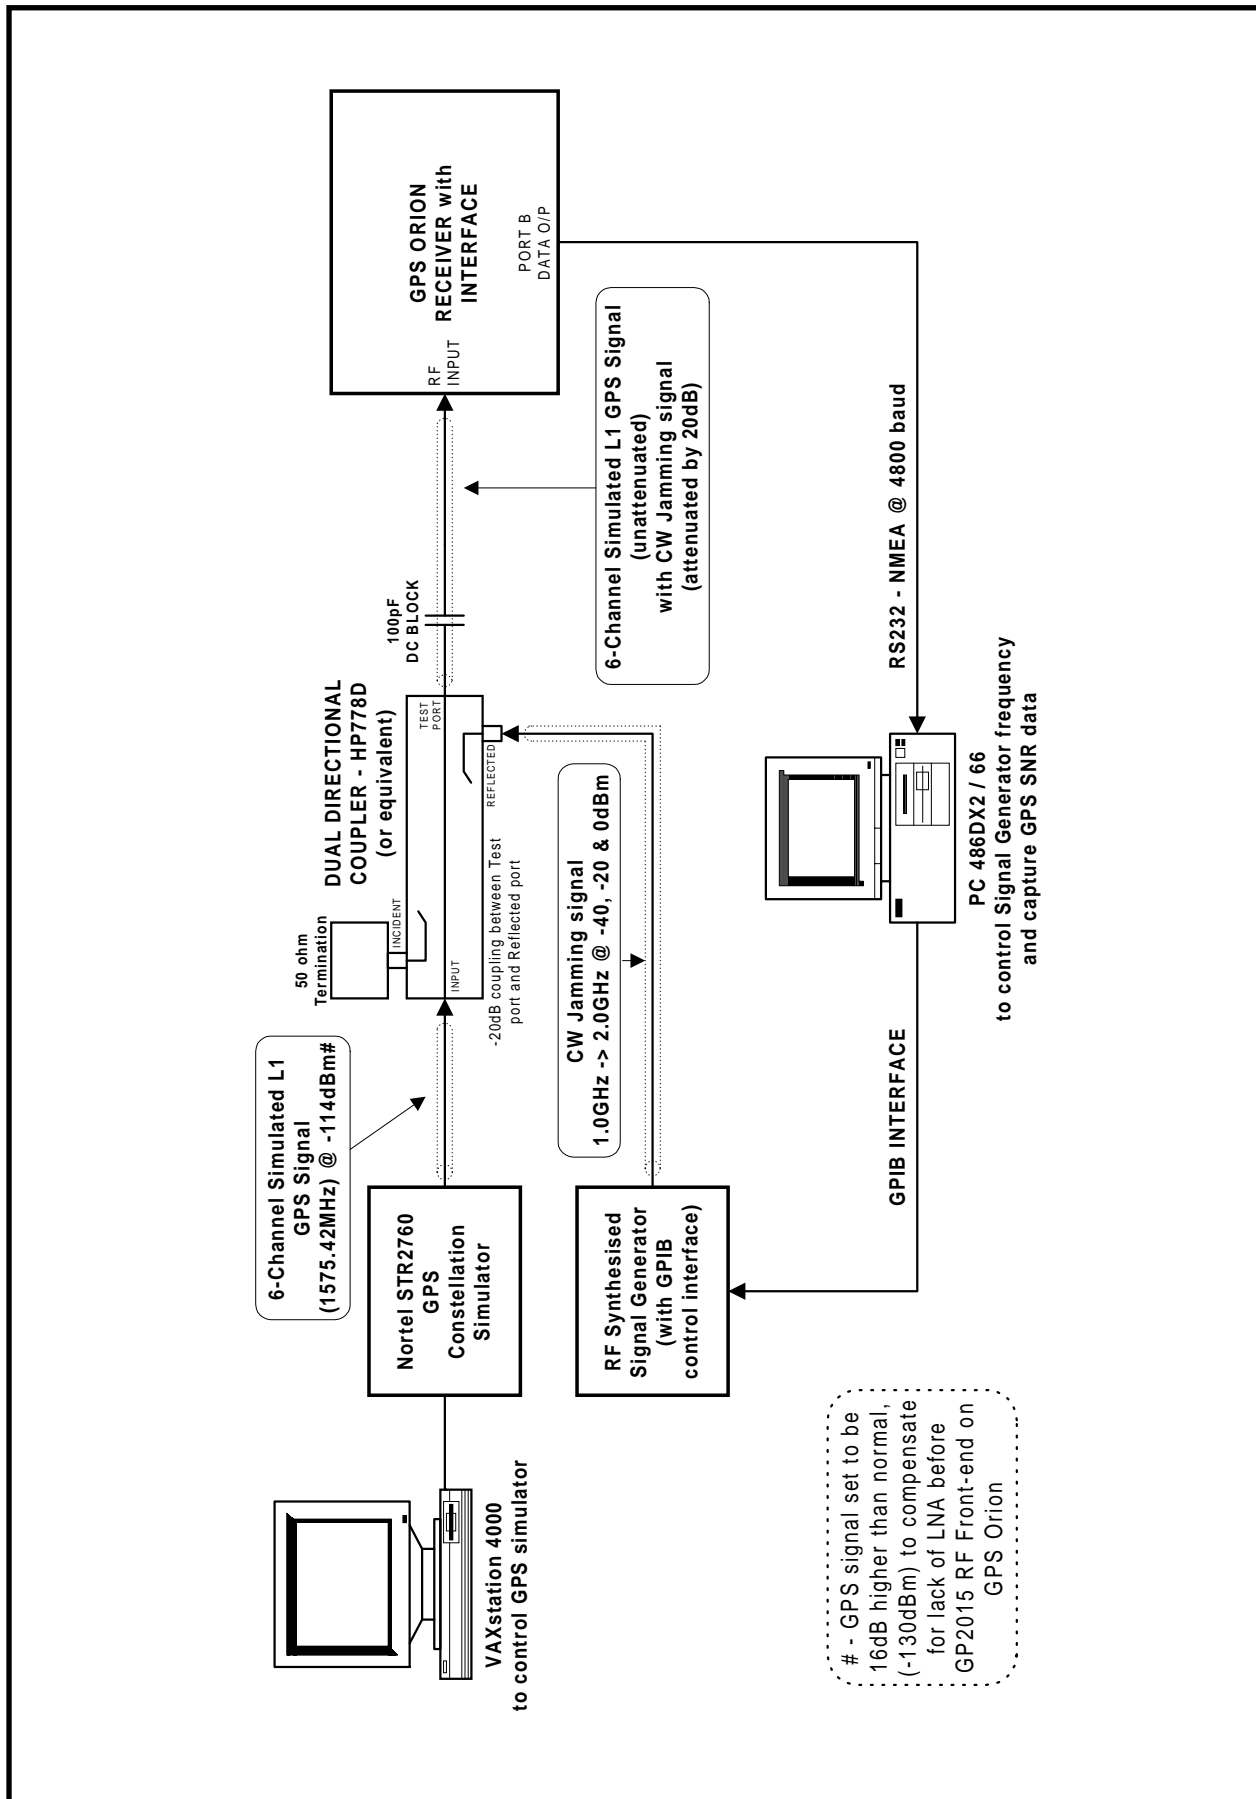 VAXstation 4000
to control GPS simulator
6-Channel Simulated L1
GPS Signal
(1575.42MHz) @ -114dBm#
Nortel STR2760
GPS
Constellation
Simulator
50 ohm
Termination
DUAL DIRECTIONAL
COUPLER - HP778D
(or equivalent)
INCIDENT
INPUT
TEST
PORT
REFLECTED
-20dB coupling between Test
port and Reflected port
100pF
DC BLOCK
GPS ORION
RECEIVER with
INTERFACE
RF
INPUT
PORT B
DATA O/P
6-Channel Simulated L1 GPS Signal
(unattenuated)
with CW Jamming signal
(attenuated by 20dB)
CW Jamming signal
1.0GHz -> 2.0GHz @ -40, -20 & 0dBm
RF Synthesised
Signal Generator
(with GPIB
control interface)
GPIB INTERFACE
RS232 - NMEA @ 4800 baud
PC 486DX2 / 66
to control Signal Generator frequency
and capture GPS SNR data
# - GPS signal set to be
16dB higher than normal,
(-130dBm) to compensate
for lack of LNA before
GP2015 RF Front-end on
GPS Orion